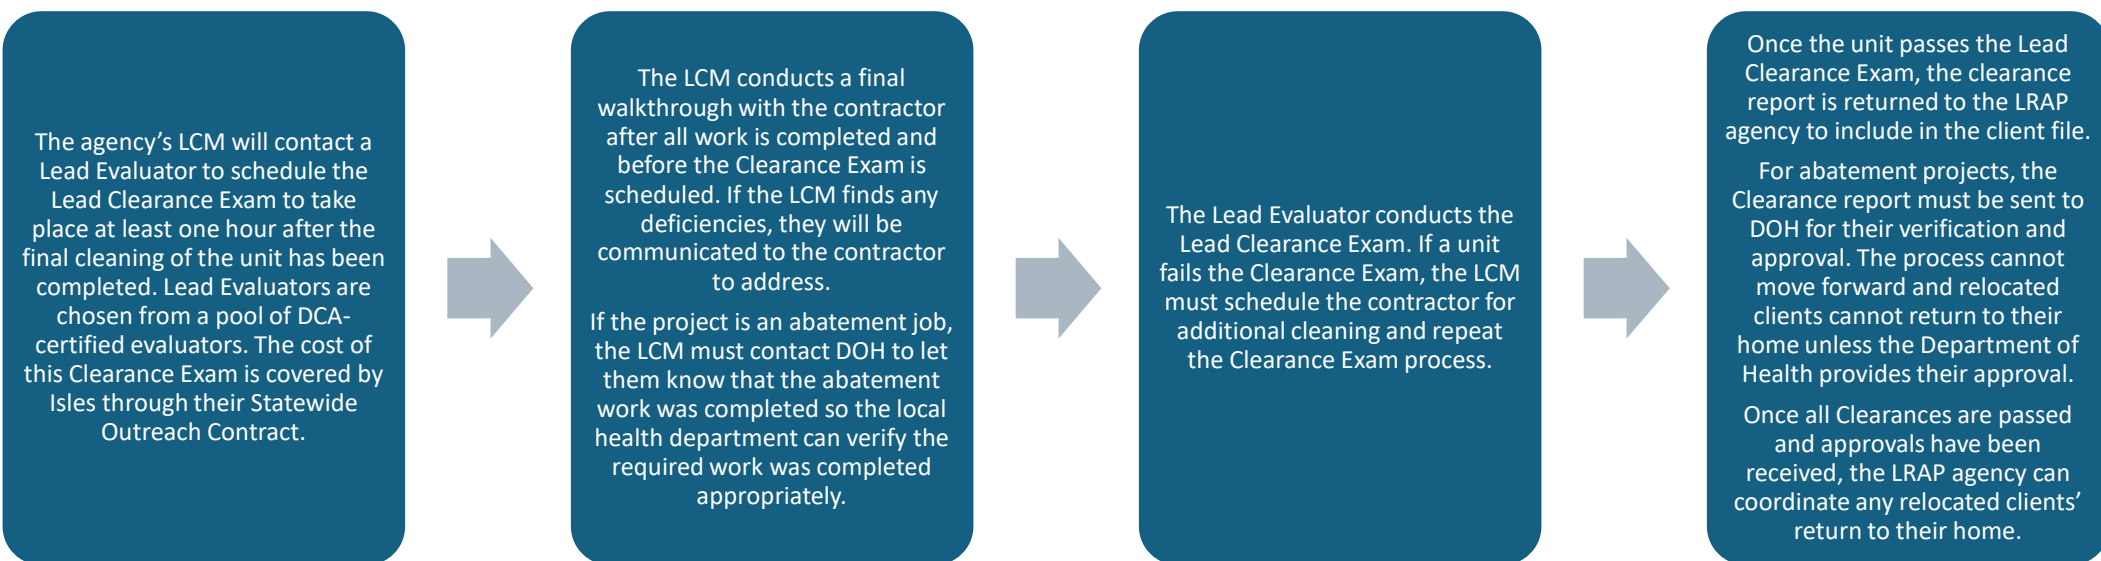 The agency’s LCM will contact a
Lead Evaluator to schedule the
Lead Clearance Exam to take
place at least one hour after the
final cleaning of the unit has been
completed. Lead Evaluators are
chosen from a pool of DCA-
certified evaluators. The cost of
this Clearance Exam is covered by
Isles through their Statewide
Outreach Contract.
The LCM conducts a final
walkthrough with the contractor
after all work is completed and
before the Clearance Exam is
scheduled. If the LCM finds any
deficiencies, they will be
communicated to the contractor
to address.
If the project is an abatement job,
the LCM must contact DOH to let
them know that the abatement
work was completed so the local
health department can verify the
required work was completed
appropriately.
The Lead Evaluator conducts the
Lead Clearance Exam. If a unit
fails the Clearance Exam, the LCM
must schedule the contractor for
additional cleaning and repeat
the Clearance Exam process.
Once the unit passes the Lead
Clearance Exam, the clearance
report is returned to the LRAP
agency to include in the client file.
For abatement projects, the
Clearance report must be sent to
DOH for their verification and
approval. The process cannot
move forward and relocated
clients cannot return to their
home unless the Department of
Health provides their approval.
Once all Clearances are passed
and approvals have been
received, the LRAP agency can
coordinate any relocated clients’
return to their home.